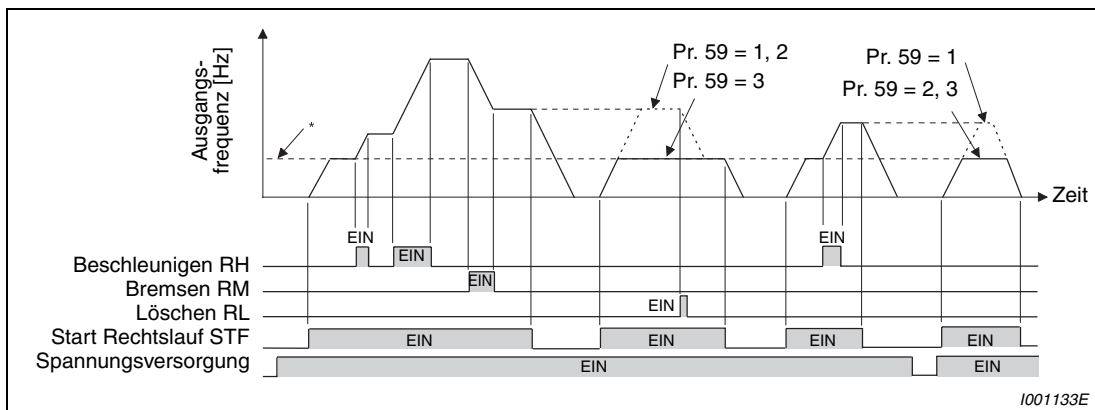 Ausgangs-
frequenz [Hz]
*
Pr. 59 = 1, 2
Pr. 59 = 3
Pr. 59 = 1
Pr. 59 = 2, 3
Zeit
EIN
EIN
EIN
Beschleunigen RH
EIN
Bremsen RM
EIN
Löschen RL
Start Rechtslauf STF
EIN
EIN
EIN
EIN
Spannungsversorgung
EIN
EIN
I001133E